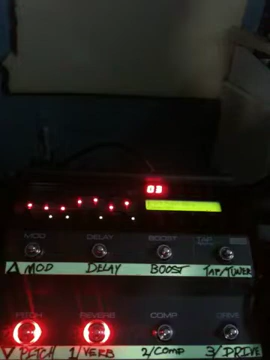 03
MOD DELAY BOOST TAP
△ MOD DELAY BOOST TAP/TUNER
PITCH REVERB COMP DRIVE
▽ PITCH 1/VERB 2/COMP 3/DRIVE